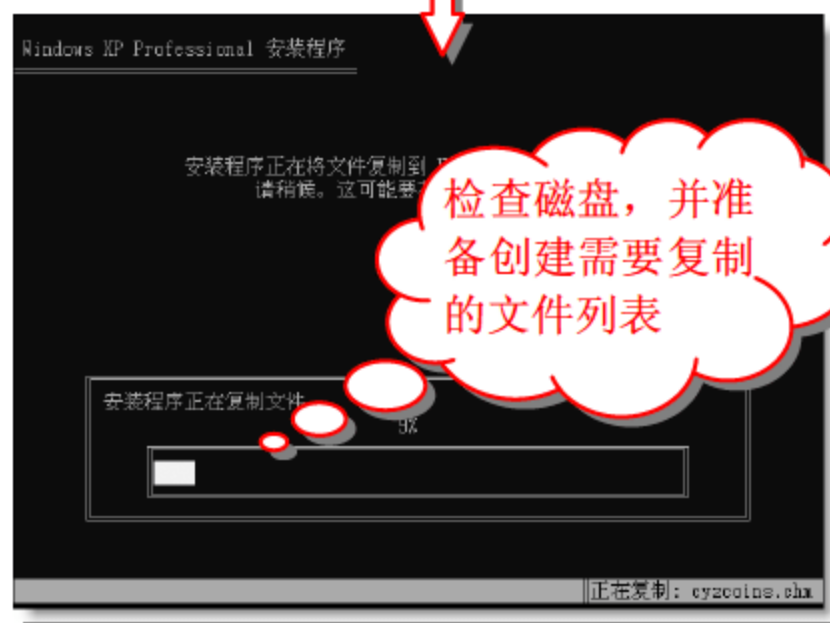 Windows XP Professional 安装程序
安装程序正在将文件复制到
请稍候。这可能要
检查磁盘，并准
备创建需要复制
的文件列表
安装程序正在复制文件
9%
正在复制: cyzcoins.chm